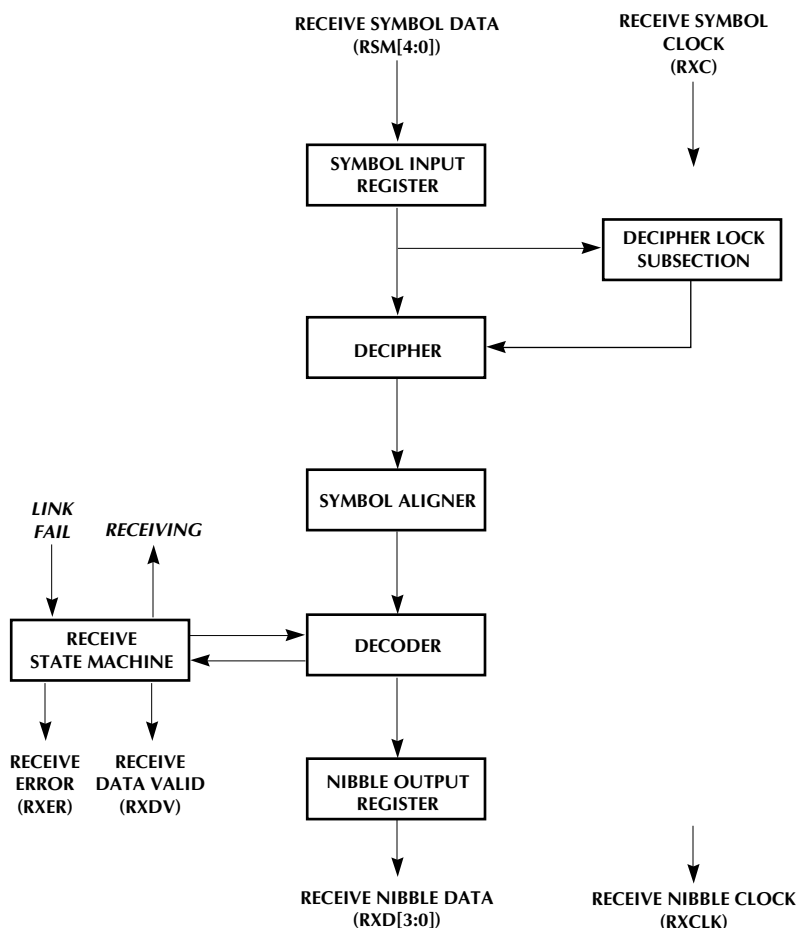 RECEIVE SYMBOL DATA
(RSM[4:0])
RECEIVE SYMBOL
CLOCK
(RXC)
SYMBOL INPUT
REGISTER
DECIPHER LOCK
SUBSECTION
DECIPHER
SYMBOL ALIGNER
LINK
FAIL
RECEIVING
RECEIVE
STATE MACHINE
DECODER
RECEIVE
ERROR
(RXER)
RECEIVE
DATA VALID
(RXDV)
NIBBLE OUTPUT
REGISTER
RECEIVE NIBBLE DATA
(RXD[3:0])
RECEIVE NIBBLE CLOCK
(RXCLK)